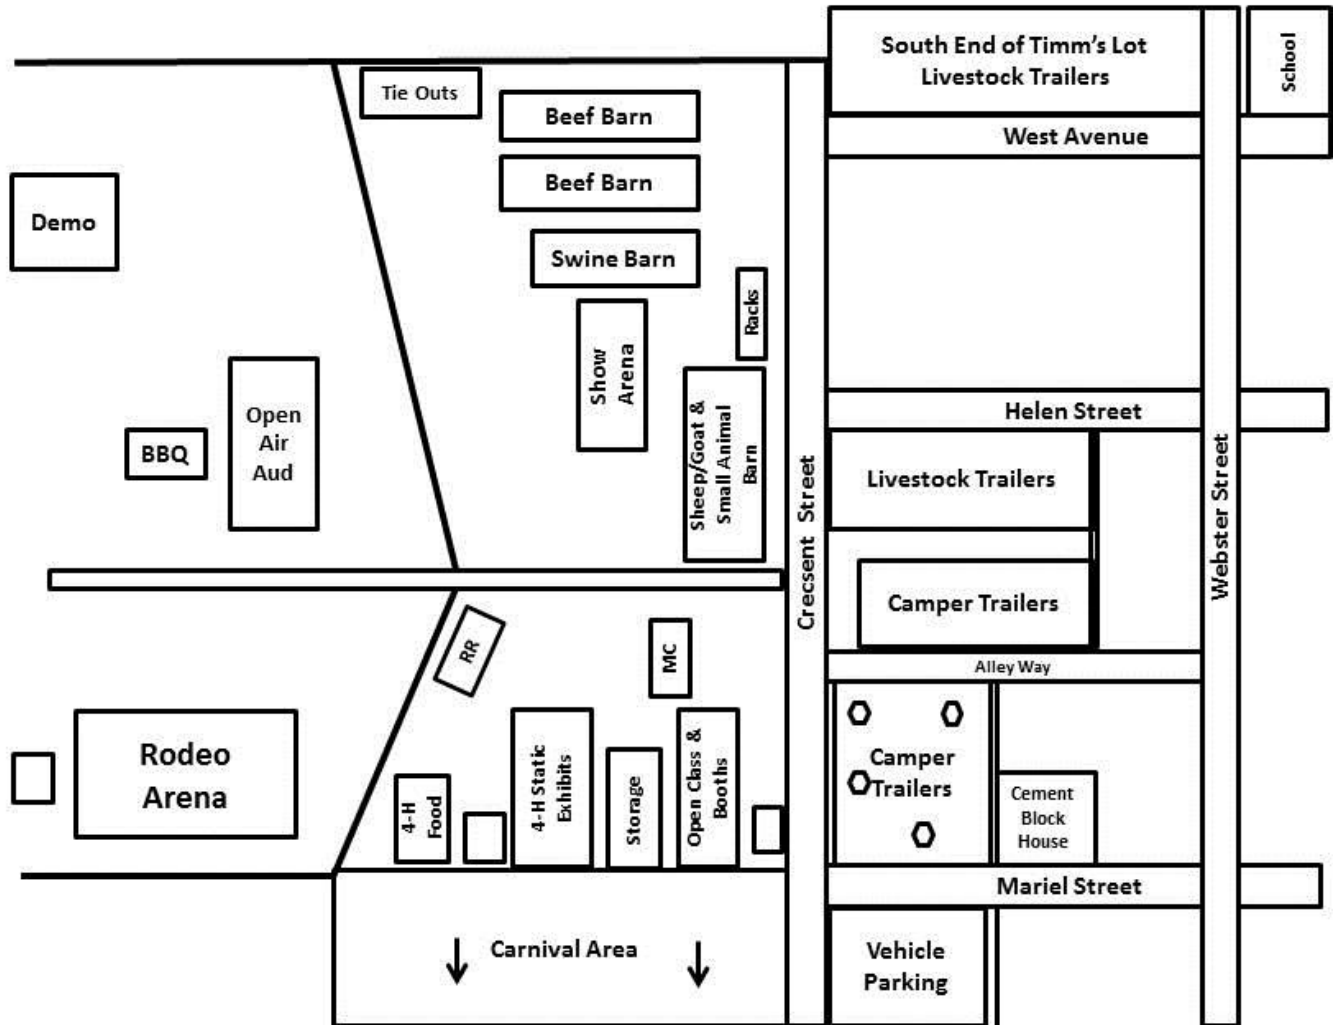 South End of Timm's Lot
Livestock Trailers
School
Tie Outs
Beef Barn
West Avenue
Beef Barn
Demo
Swine Barn
Racks
Show
Arena
Open
Air
Aud
BBQ
Sheep/Goat &
Small Animal
Barn
Helen Street
Livestock Trailers
Crecsent Street
Webster Street
Camper Trailers
RR
MC
Alley Way
Rodeo
Arena
4-H
Food
4-H Static
Exhibits
Storage
Open Class &
Booths
Camper
Trailers
Cement
Block
House
Mariel Street
Carnival Area
Vehicle
Parking